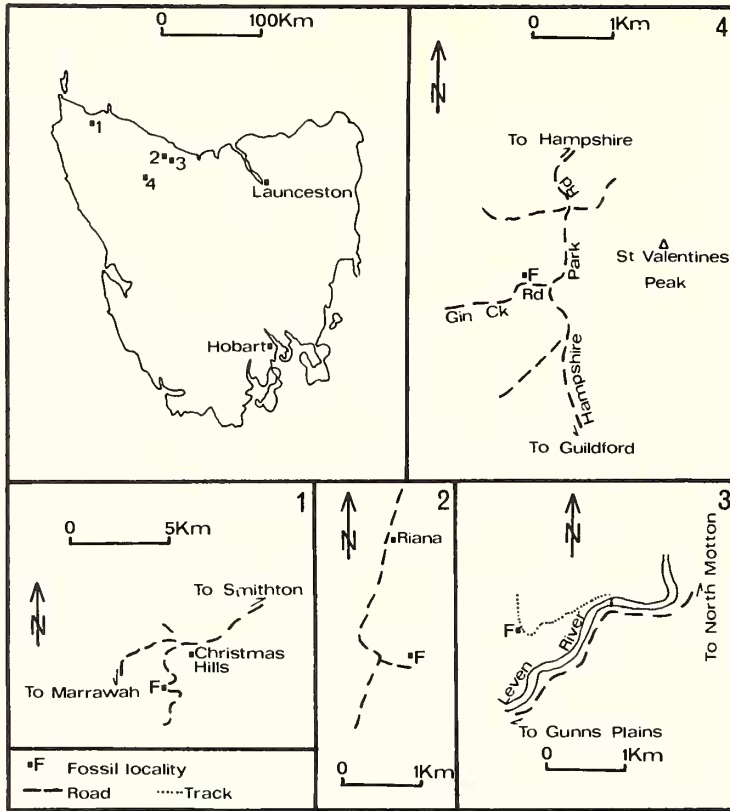 0 100Km
1
2 3
4
Launceston
Hobart
4
0 1Km
N
To Hampshire
Rd
Park
St Valentines
Peak
F
Rd
Gin Ck
Hampshire
To Guildford
1
0 5Km
N
To Smithton
Christmas
Hills
To Marrawah
F
2
N
Riana
F
0 1Km
3
N
To North Motton
F
Leven River
To Gunns Plains
0 1Km
F Fossil locality
Road Track